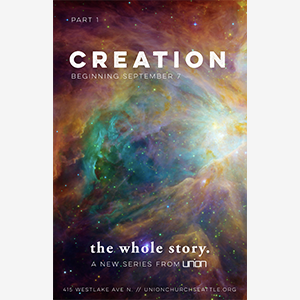 PART 1
CREATION
BEGINNING SEPTEMBER 7
the whole story.
A NEW SERIES FROM UNION
415 WESTLAKE AVE N. // UNIONCHURCHSEATTLE.ORG